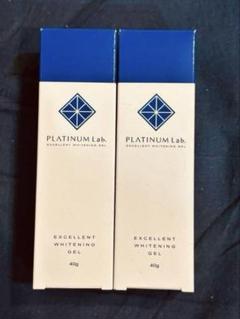 PLATINUM Lab.
EXCELLENT WHITENING GEL
EXCELLENT
WHITENING
GEL
40g
PLATINUM Lab.
EXCELLENT WHITENING GEL
EXCELLENT
WHITENING
GEL
40g